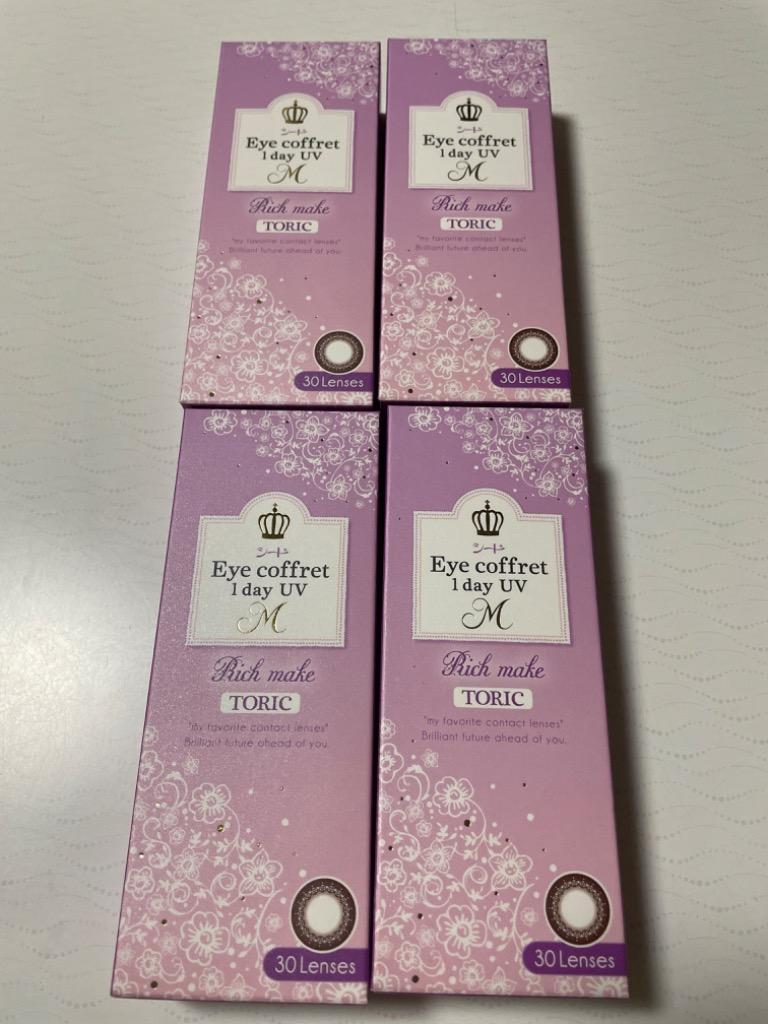 シード
Eye coffret
1 day UV
M
Rich make
TORIC
"my favorite contact lenses"
Brilliant future ahead of you.
30 Lenses
シード
Eye coffret
1 day UV
M
Rich make
TORIC
"my favorite contact lenses"
Brilliant future ahead of you.
30 Lenses
シード
Eye coffret
1 day UV
M
Rich make
TORIC
"my favorite contact lenses"
Brilliant future ahead of you.
30 Lenses
シード
Eye coffret
1 day UV
M
Rich make
TORIC
"my favorite contact lenses"
Brilliant future ahead of you.
30 Lenses